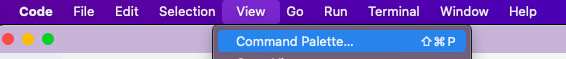 Code File Edit Selection View Go Run Terminal Window Help
Command Palette... ⇧⌘P